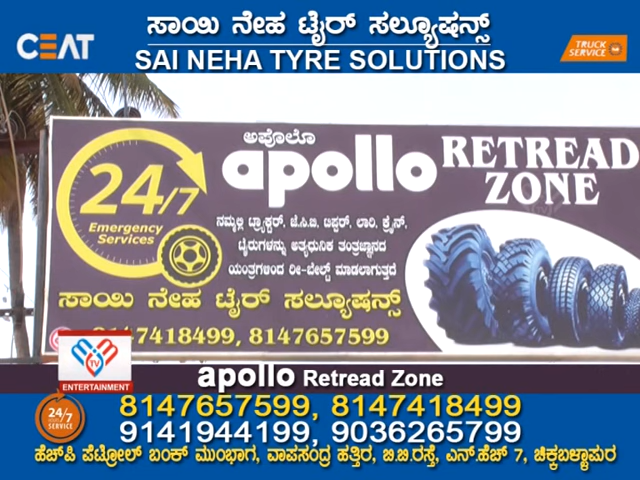 CEAT
ಸಾಯಿ ನೇಹ ಟೈರ್ ಸಲ್ಯೂಷನ್ಸ್
SAI NEHA TYRE SOLUTIONS
TRUCK SERVICE
ಅಪೊಲೊ
apollo RETREAD ZONE
24/7
Emergency Services
ನಮ್ಮಲ್ಲಿ ಟ್ರ್ಯಾಕ್ಟರ್, ಜೆ.ಸಿ.ಬಿ, ಟಿಪ್ಪರ್, ಲಾರಿ, ಕ್ರೈನ್,
ಟೈರುಗಳನ್ನು ಅತ್ಯಧುನಿಕ ತಂತ್ರಜ್ಞಾನದ
ಯಂತ್ರಗಳಿಂದ ರೀ-ಬೇಲ್ಟ್ ಮಾಡಲಾಗುತ್ತದೆ
ಸಾಯಿ ನೇಹ ಟೈರ್ ಸಲ್ಯೂಷನ್ಸ್
8147418499, 8147657599
TV
ENTERTAINMENT
apollo Retread Zone
24/7 SERVICE
8147657599, 8147418499
9141944199, 9036265799
ಹೆಚ್‌ಪಿ ಪೆಟ್ರೋಲ್ ಬಂಕ್ ಮುಂಭಾಗ, ವಾಪಸಂದ್ರ ಹತ್ತಿರ, ಬಿ.ಬಿ.ರಸ್ತೆ, ಎನ್.ಹೆಚ್ 7, ಚಿಕ್ಕಬಳ್ಳಾಪುರ